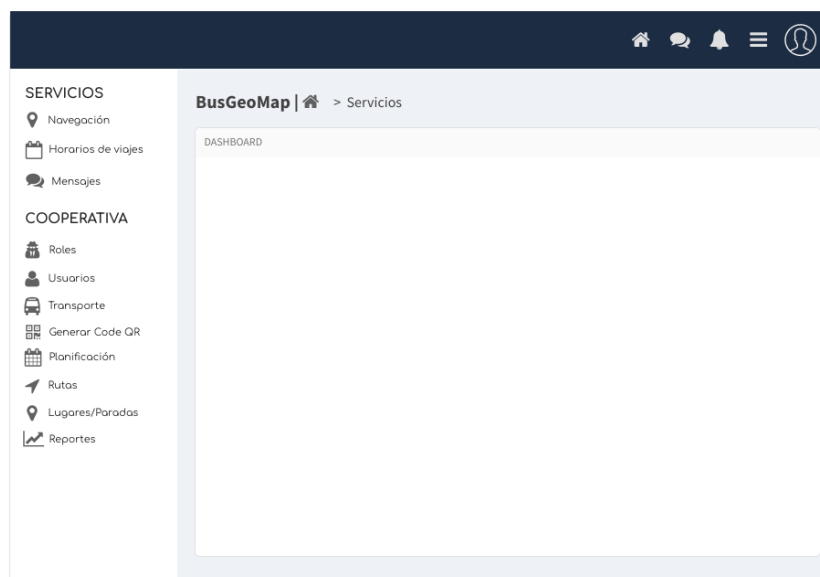 SERVICIOS
Navegación
Horarios de viajes
Mensajes
COOPERATIVA
Roles
Usuarios
Transporte
Generar Code QR
Planificación
Rutas
Lugares/Paradas
Reportes
BusGeoMap | > Servicios
DASHBOARD